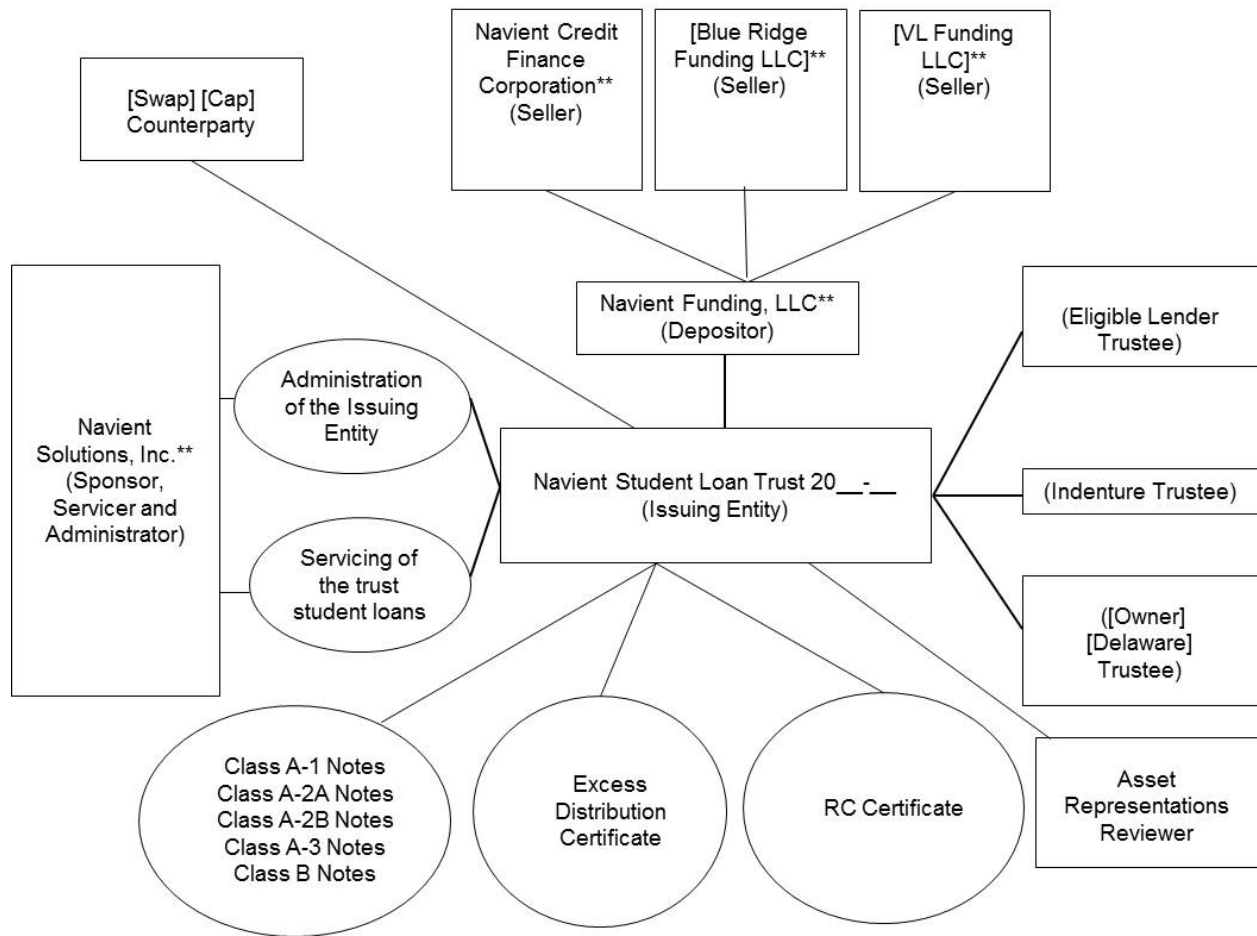 Navient Credit
Finance
Corporation**
(Seller)
[Blue Ridge
Funding LLC]**
(Seller)
[VL Funding
LLC]**
(Seller)
[Swap] [Cap]
Counterparty
Navient Funding, LLC**
(Depositor)
(Eligible Lender
Trustee)
Administration
of the Issuing
Entity
Navient
Solutions, Inc.**
(Sponsor,
Servicer and
Administrator)
Navient Student Loan Trust 20__-__
(Issuing Entity)
(Indenture Trustee)
Servicing of
the trust
student loans
([Owner]
[Delaware]
Trustee)
Class A-1 Notes
Class A-2A Notes
Class A-2B Notes
Class A-3 Notes
Class B Notes
Excess
Distribution
Certificate
RC Certificate
Asset
Representations
Reviewer